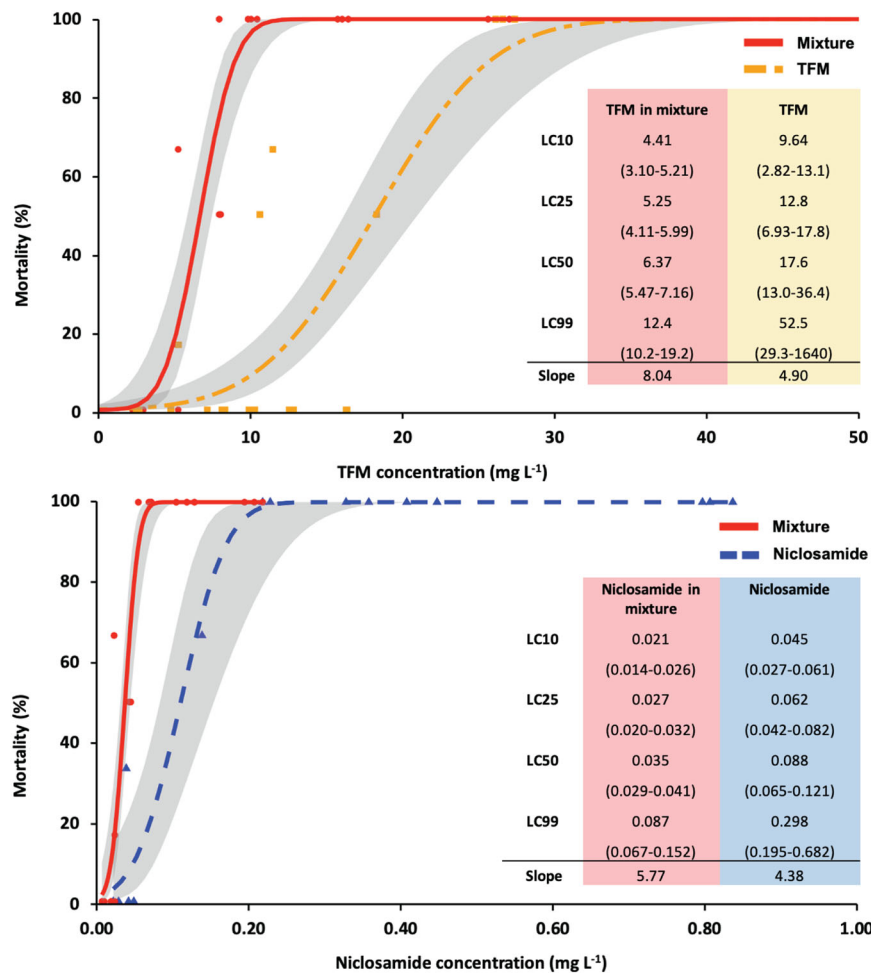 100
80
60
40
20
0
Mortality (%)
0 10 20 30 40 50
TFM concentration (mg L⁻¹)
Mixture
TFM
TFM in mixture TFM
LC10 4.41 9.64
(3.10-5.21) (2.82-13.1)
LC25 5.25 12.8
(4.11-5.99) (6.93-17.8)
LC50 6.37 17.6
(5.47-7.16) (13.0-36.4)
LC99 12.4 52.5
(10.2-19.2) (29.3-1640)
Slope 8.04 4.90
100
80
60
40
20
0
Mortality (%)
0.00 0.20 0.40 0.60 0.80 1.00
Niclosamide concentration (mg L⁻¹)
Mixture
Niclosamide
Niclosamide in Niclosamide
mixture
LC10 0.021 0.045
(0.014-0.026) (0.027-0.061)
LC25 0.027 0.062
(0.020-0.032) (0.042-0.082)
LC50 0.035 0.088
(0.029-0.041) (0.065-0.121)
LC99 0.087 0.298
(0.067-0.152) (0.195-0.682)
Slope 5.77 4.38